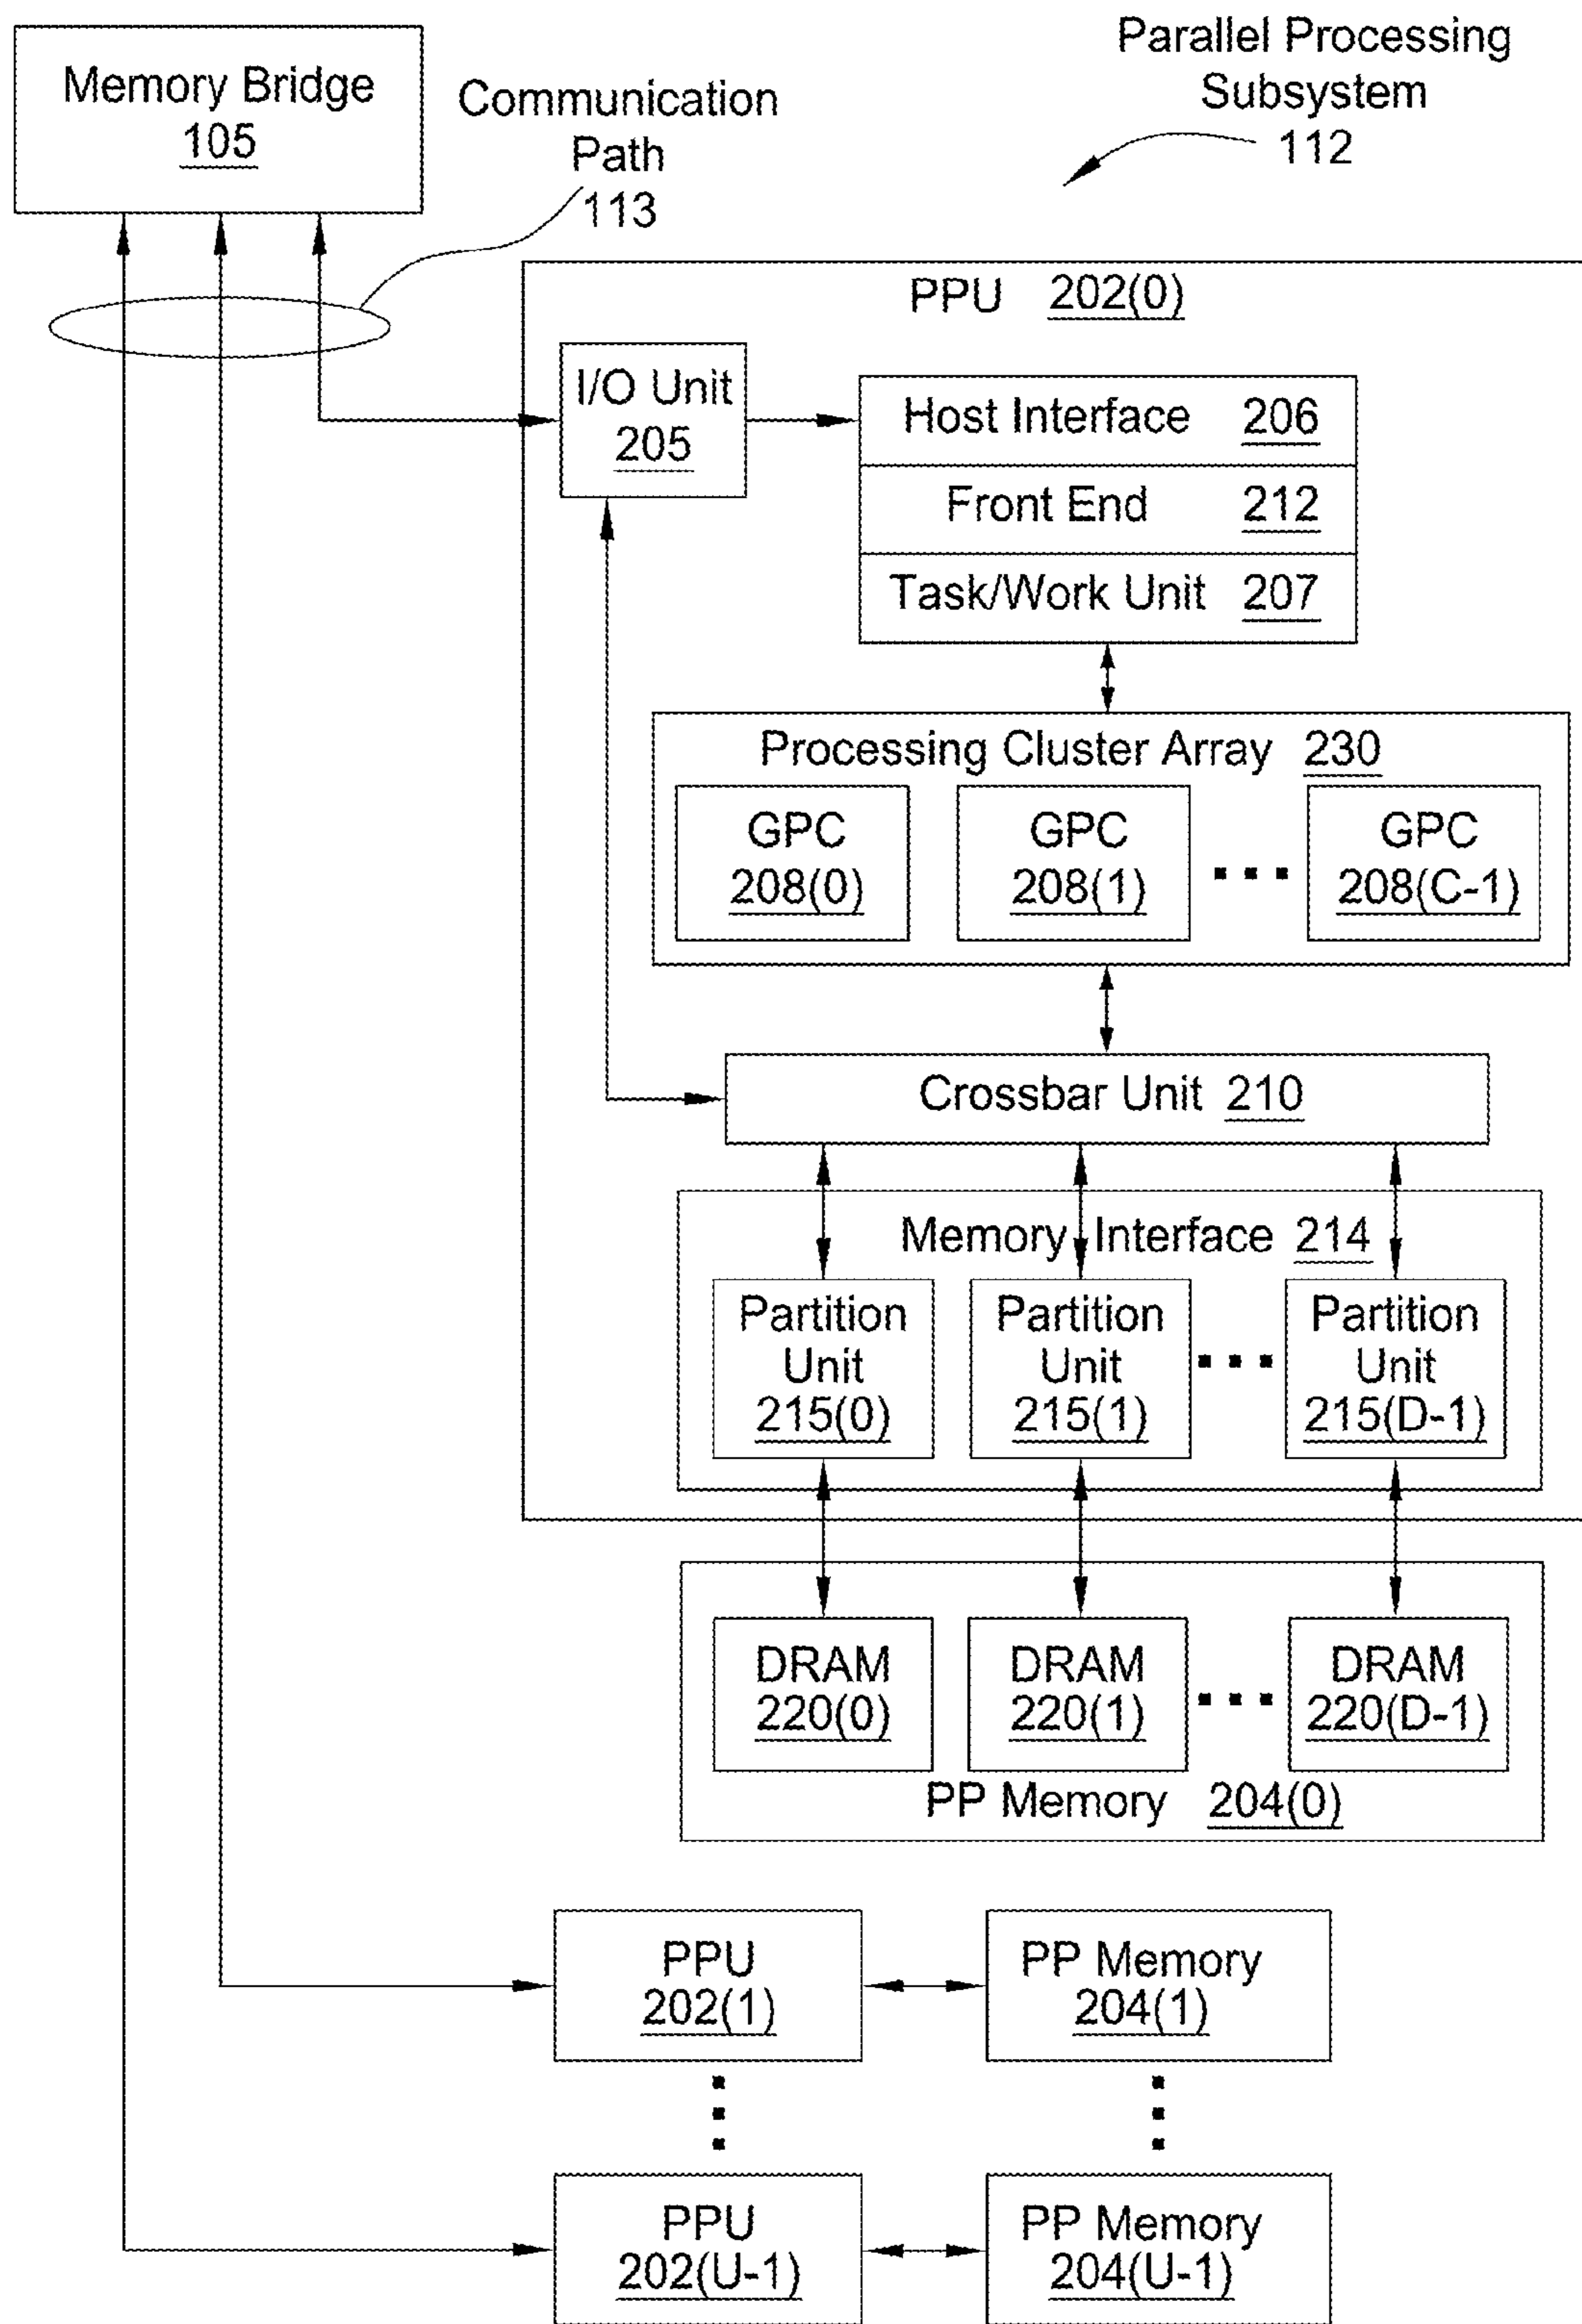 Parallel Processing
Subsystem
112
Memory Bridge
105
Communication
Path
113
PPU 202(0)
I/O Unit
205
Host Interface 206
Front End 212
Task/Work Unit 207
Processing Cluster Array 230
GPC
208(0)
GPC
208(1)
...
GPC
208(C-1)
Crossbar Unit 210
Memory Interface 214
Partition
Unit
215(0)
Partition
Unit
215(1)
...
Partition
Unit
215(D-1)
DRAM
220(0)
DRAM
220(1)
...
DRAM
220(D-1)
PP Memory 204(0)
PPU
202(1)
PP Memory
204(1)
PPU
202(U-1)
PP Memory
204(U-1)